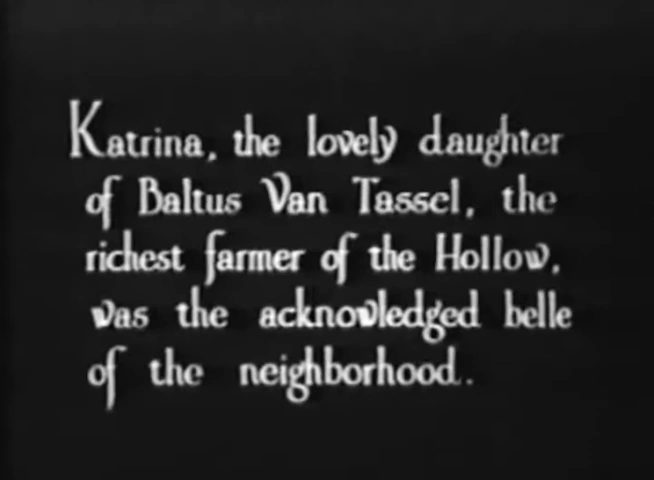 Katrina, the lovely daughter
of Baltus Van Tassel, the
richest farmer of the Hollow,
was the acknowledged belle
of the neighborhood.